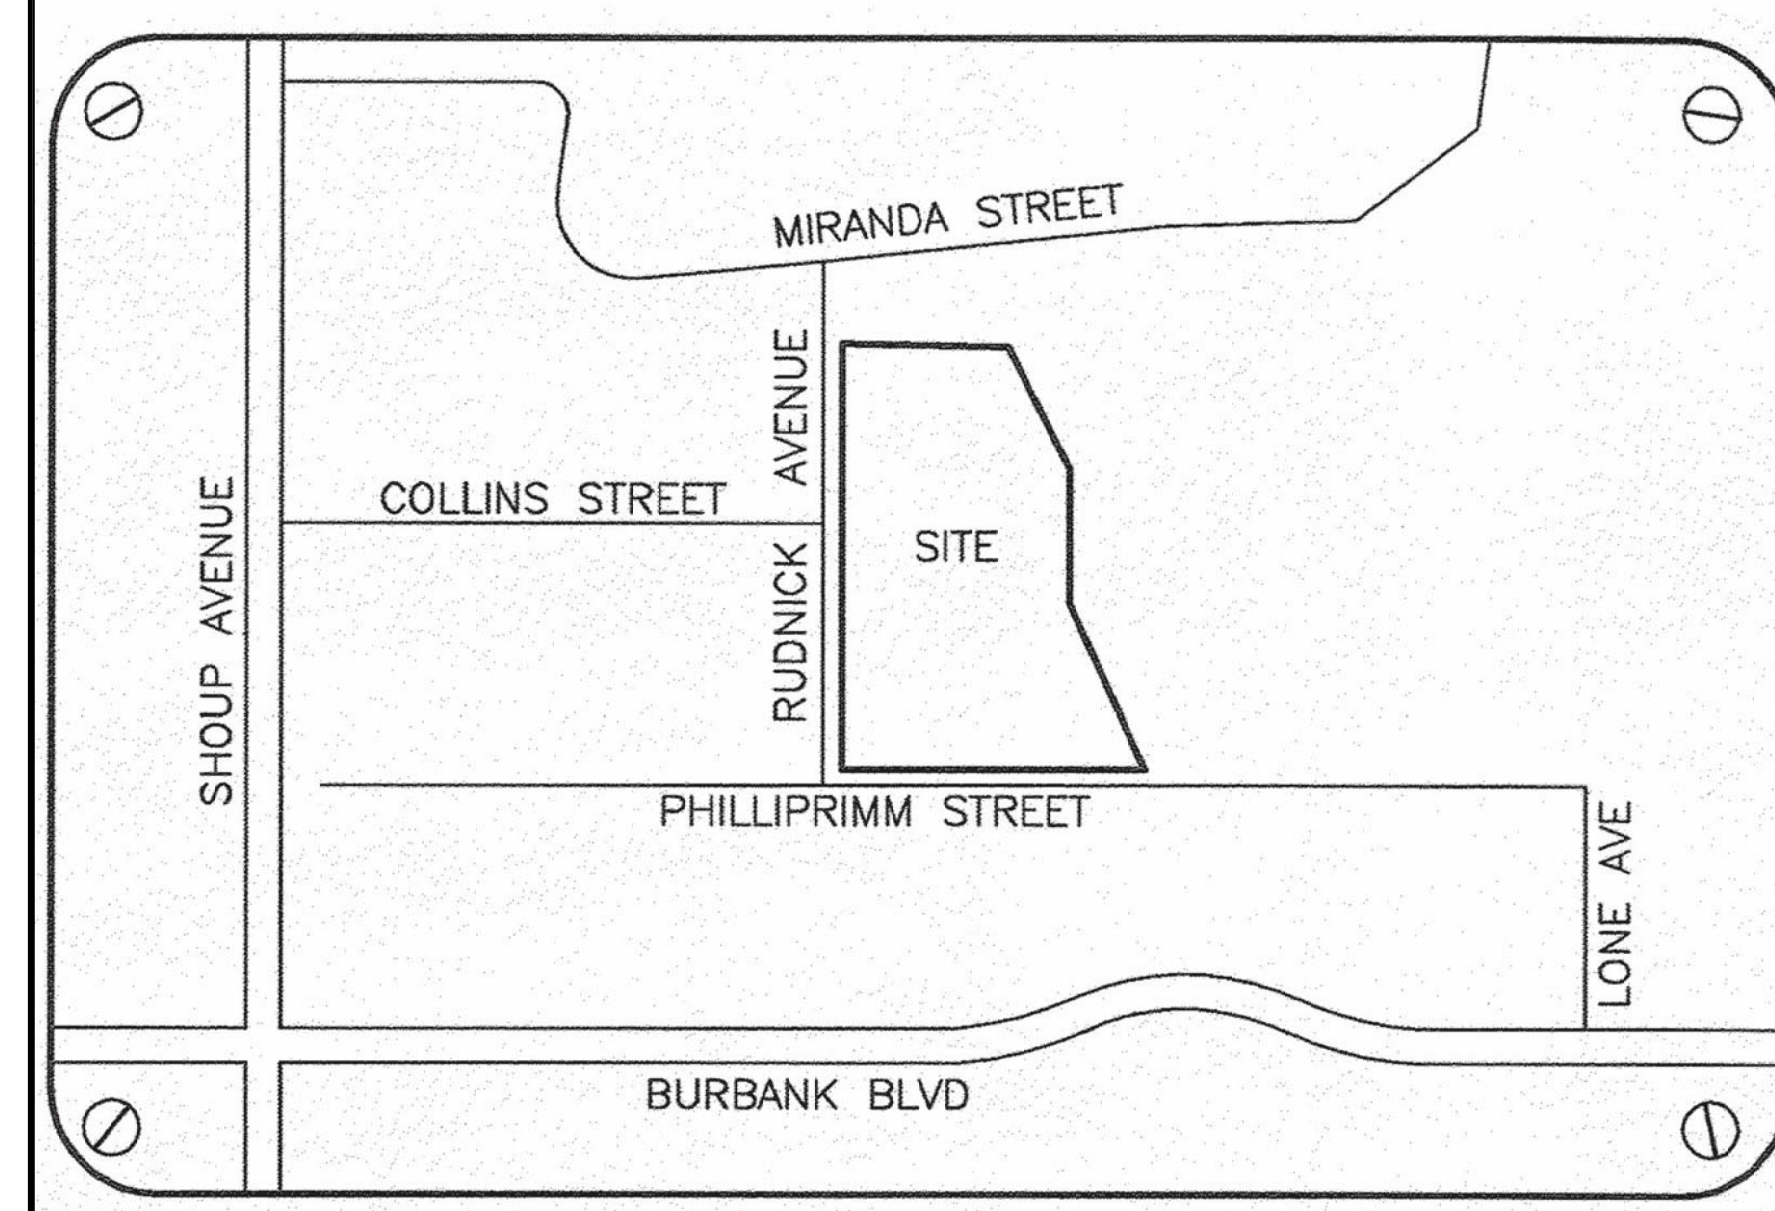 MIRANDA STREET
RUDNICK AVENUE
COLLINS STREET
SHOUP AVENUE
SITE
PHILLIPRIMM STREET
LONE AVE
BURBANK BLVD